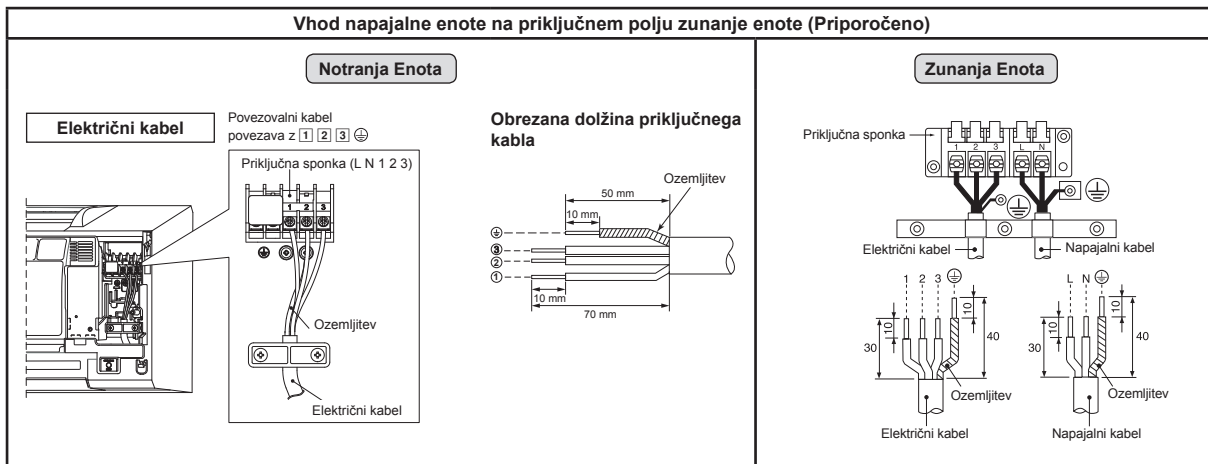 Vhod napajalne enote na priključnem polju zunanje enote (Priporočeno)
Notranja Enota
Električni kabel
Povezovalni kabel
povezava z 1 2 3
Priključna sponka (L N 1 2 3)
1 2 3
Ozemljitev
Električni kabel
Obrezana dolžina priključnega
kabla
50 mm
Ozemljitev
10 mm
3
2
1
10 mm
70 mm
Zunanja Enota
Priključna sponka
1 2 3 L N
Električni kabel
Napajalni kabel
1 2 3
10
10
30
40
Ozemljitev
Električni kabel
L N
10
10
30
40
Ozemljitev
Napajalni kabel